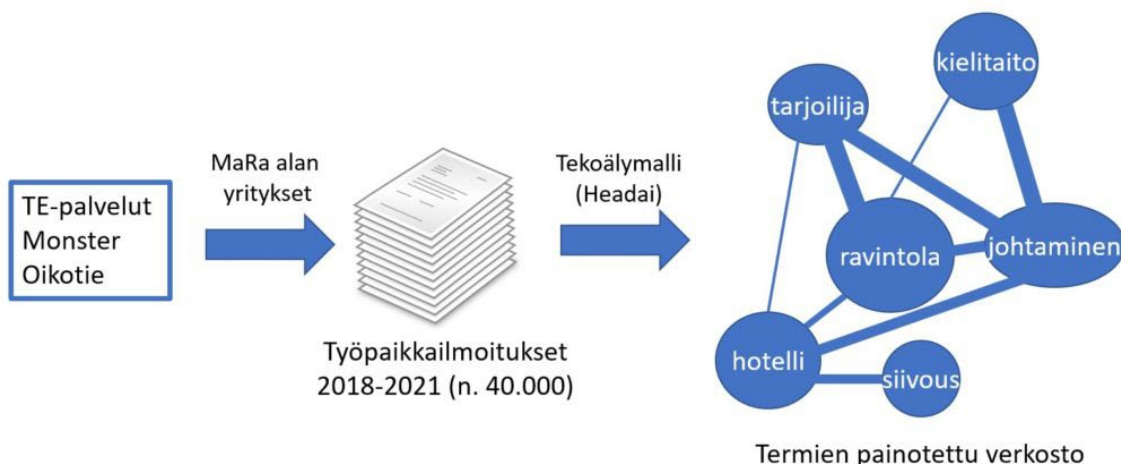 TE-palvelut
Monster
Oikotie
MaRa alan
yritykset
Työpaikkailmoitukset
2018-2021 (n. 40.000)
Tekoälymalli
(Headai)
kielitaito
tarjoilija
ravintola
johtaminen
hotelli
siivous
Termien painotettu verkosto